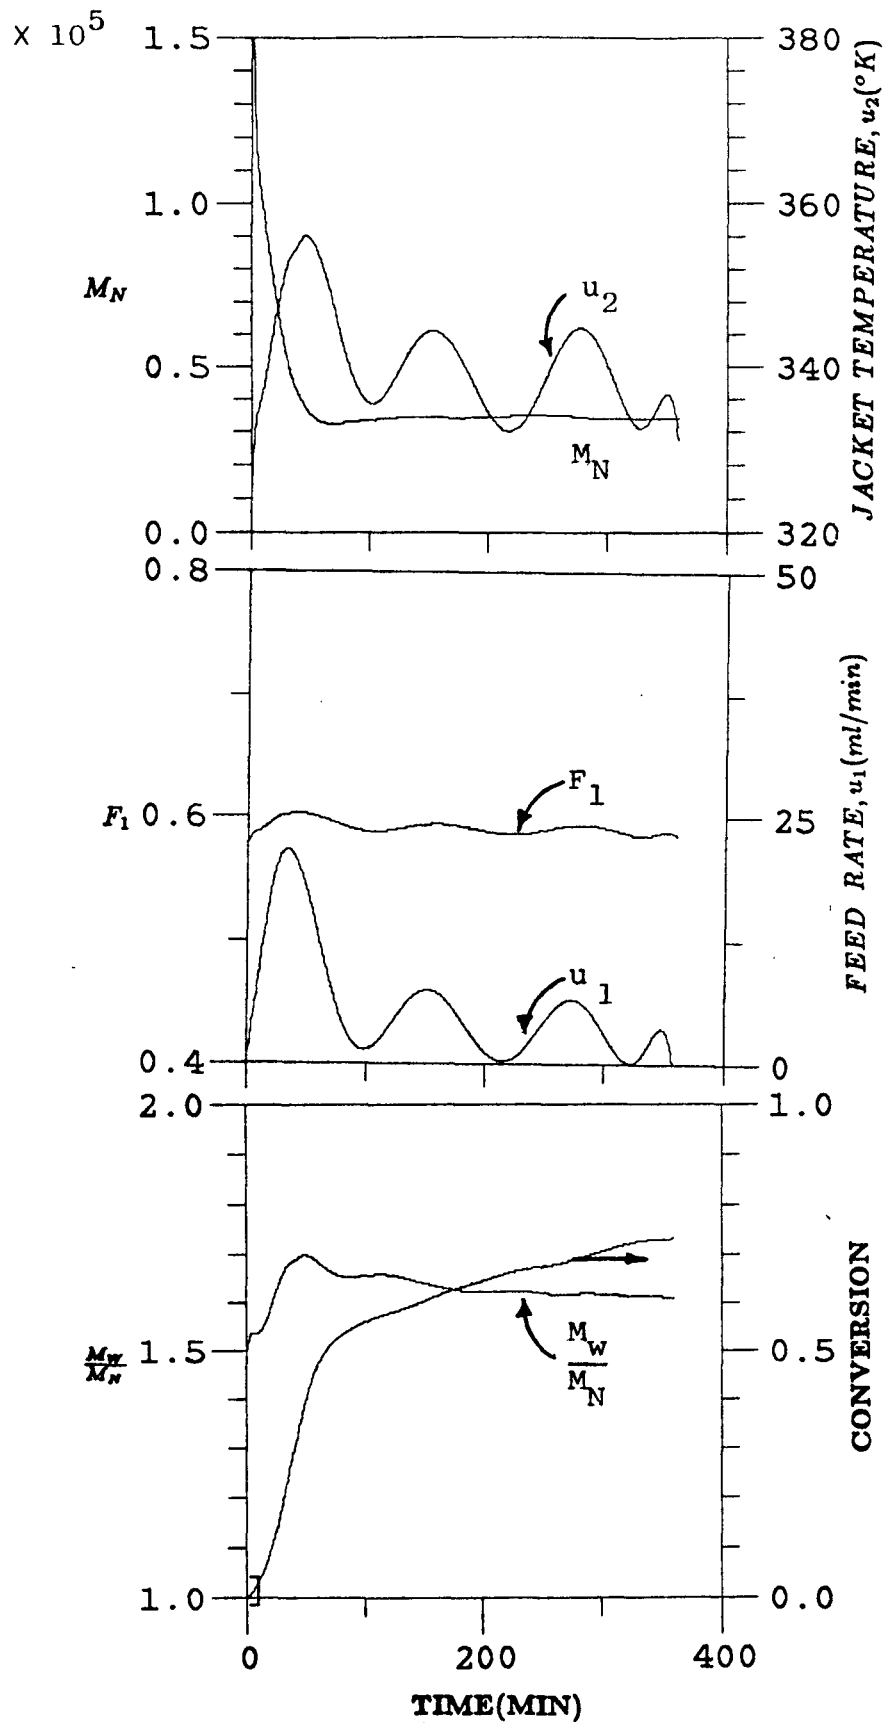 X 10^5
1.5
1.0
0.5
0.0
M_N
380
360
340
320
JACKET TEMPERATURE, u_2(°K)
u_2
M_N
0.8
F_1 0.6
0.4
50
25
0
FEED RATE, u_1(ml/min)
F_1
u_1
2.0
M_W/M_N 1.5
1.0
1.0
0.5
0.0
CONVERSION
M_W/M_N
0 200 400
TIME(MIN)